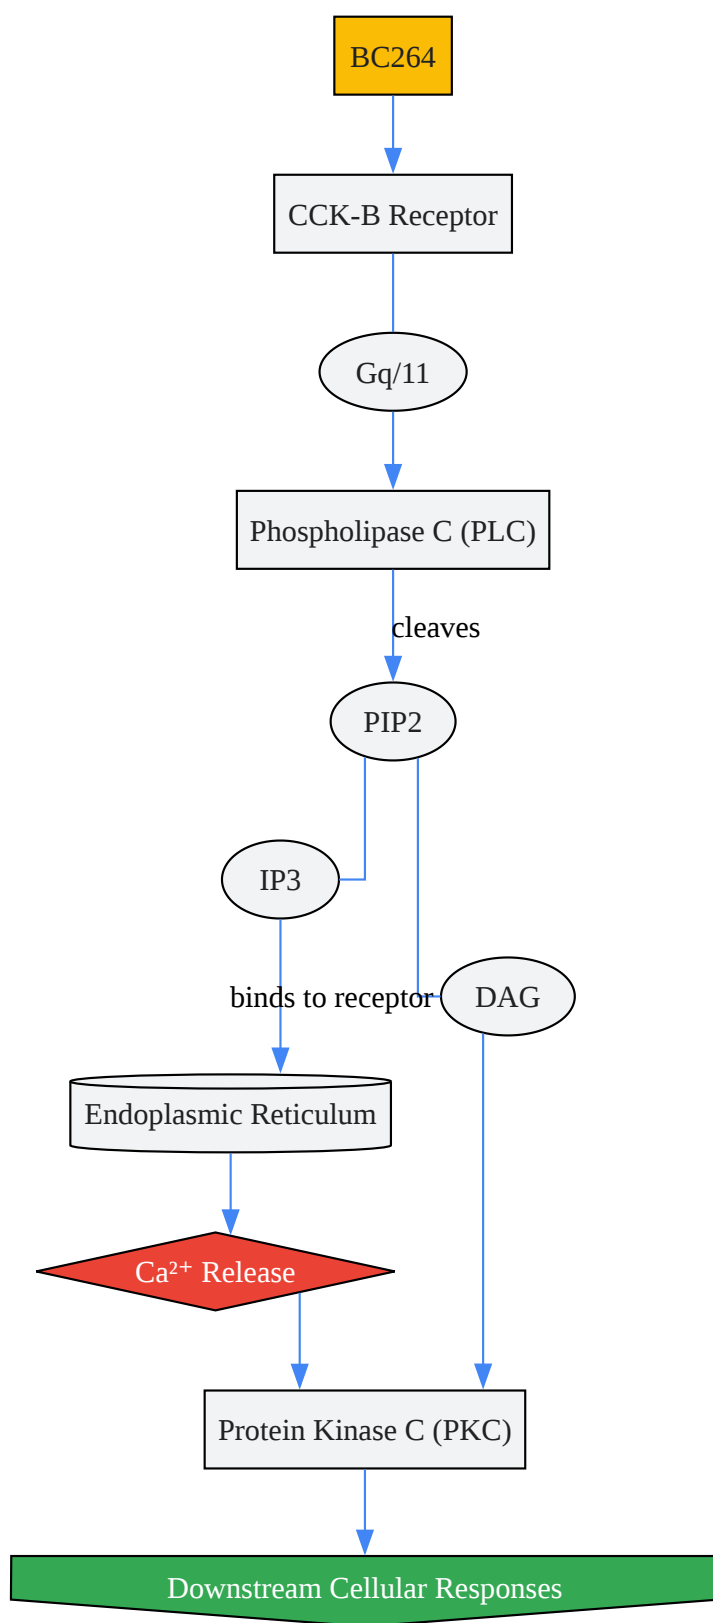 BC264
CCK-B Receptor
Gq/11
Phospholipase C (PLC)
cleaves
PIP2
IP3
binds to receptor
DAG
Endoplasmic Reticulum
Ca²⁺ Release
Protein Kinase C (PKC)
Downstream Cellular Responses